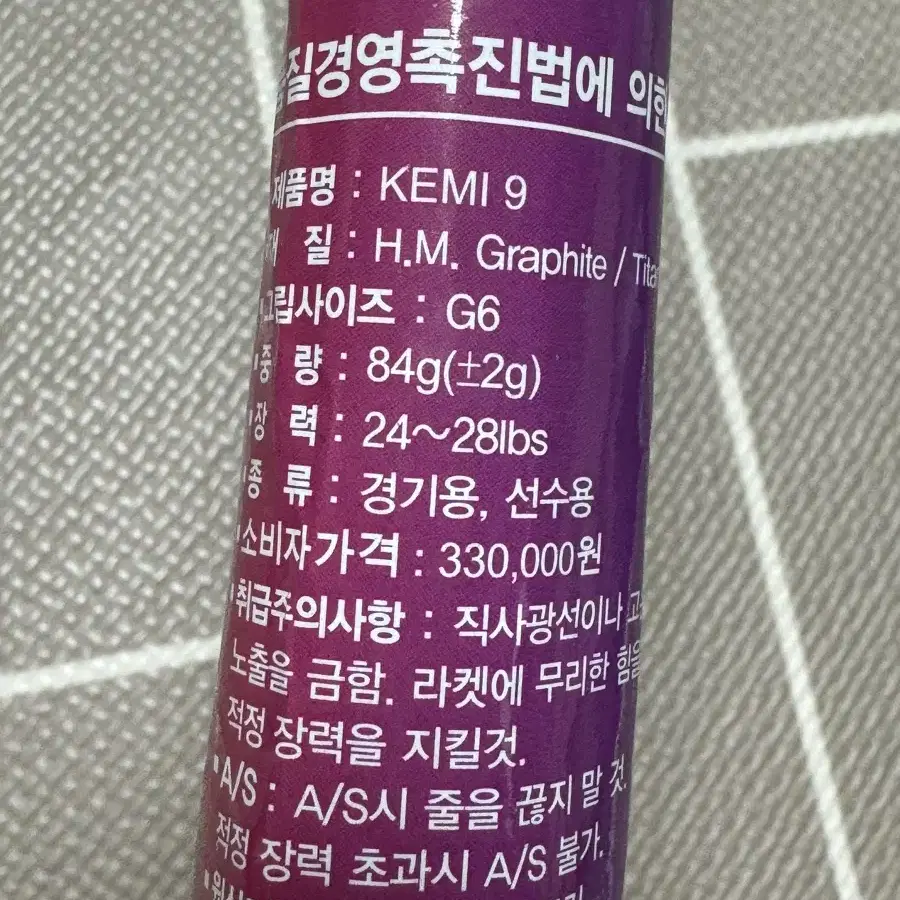 품질경영촉진법에 의한
제품명 : KEMI 9
재 질 : H.M. Graphite /
그립사이즈 : G6
중 량 : 84g(±2g)
장 력 : 24~28lbs
종 류 : 경기용, 선수용
소비자가격 : 330,000원
취급주의사항 : 직사광선이나
노출을 금함. 라켓에 무리한 힘을
적정 장력을 지킬것.
A/S : A/S시 줄을 끊지 말 것.
적정 장력 초과시 A/S 불가.